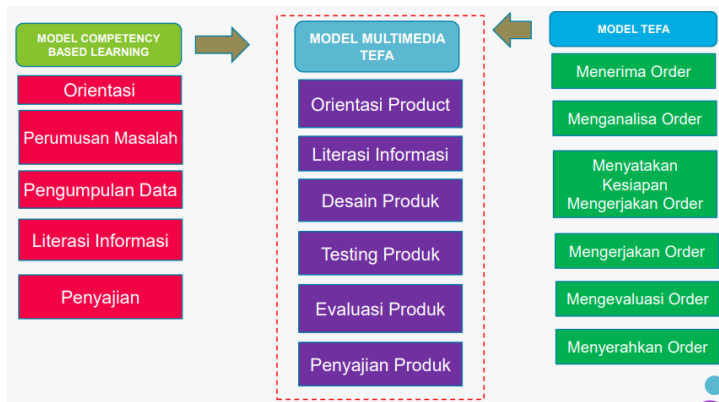 MODEL COMPETENCY
BASED LEARNING
Orientasi
Perumusan Masalah
Pengumpulan Data
Literasi Informasi
Penyajian
MODEL MULTIMEDIA
TEFA
Orientasi Product
Literasi Informasi
Desain Produk
Testing Produk
Evaluasi Produk
Penyajian Produk
MODEL TEFA
Menerima Order
Menganalisa Order
Menyatakan
Kesiapan
Mengerjakan Order
Mengerjakan Order
Mengevaluasi Order
Menyerahkan Order